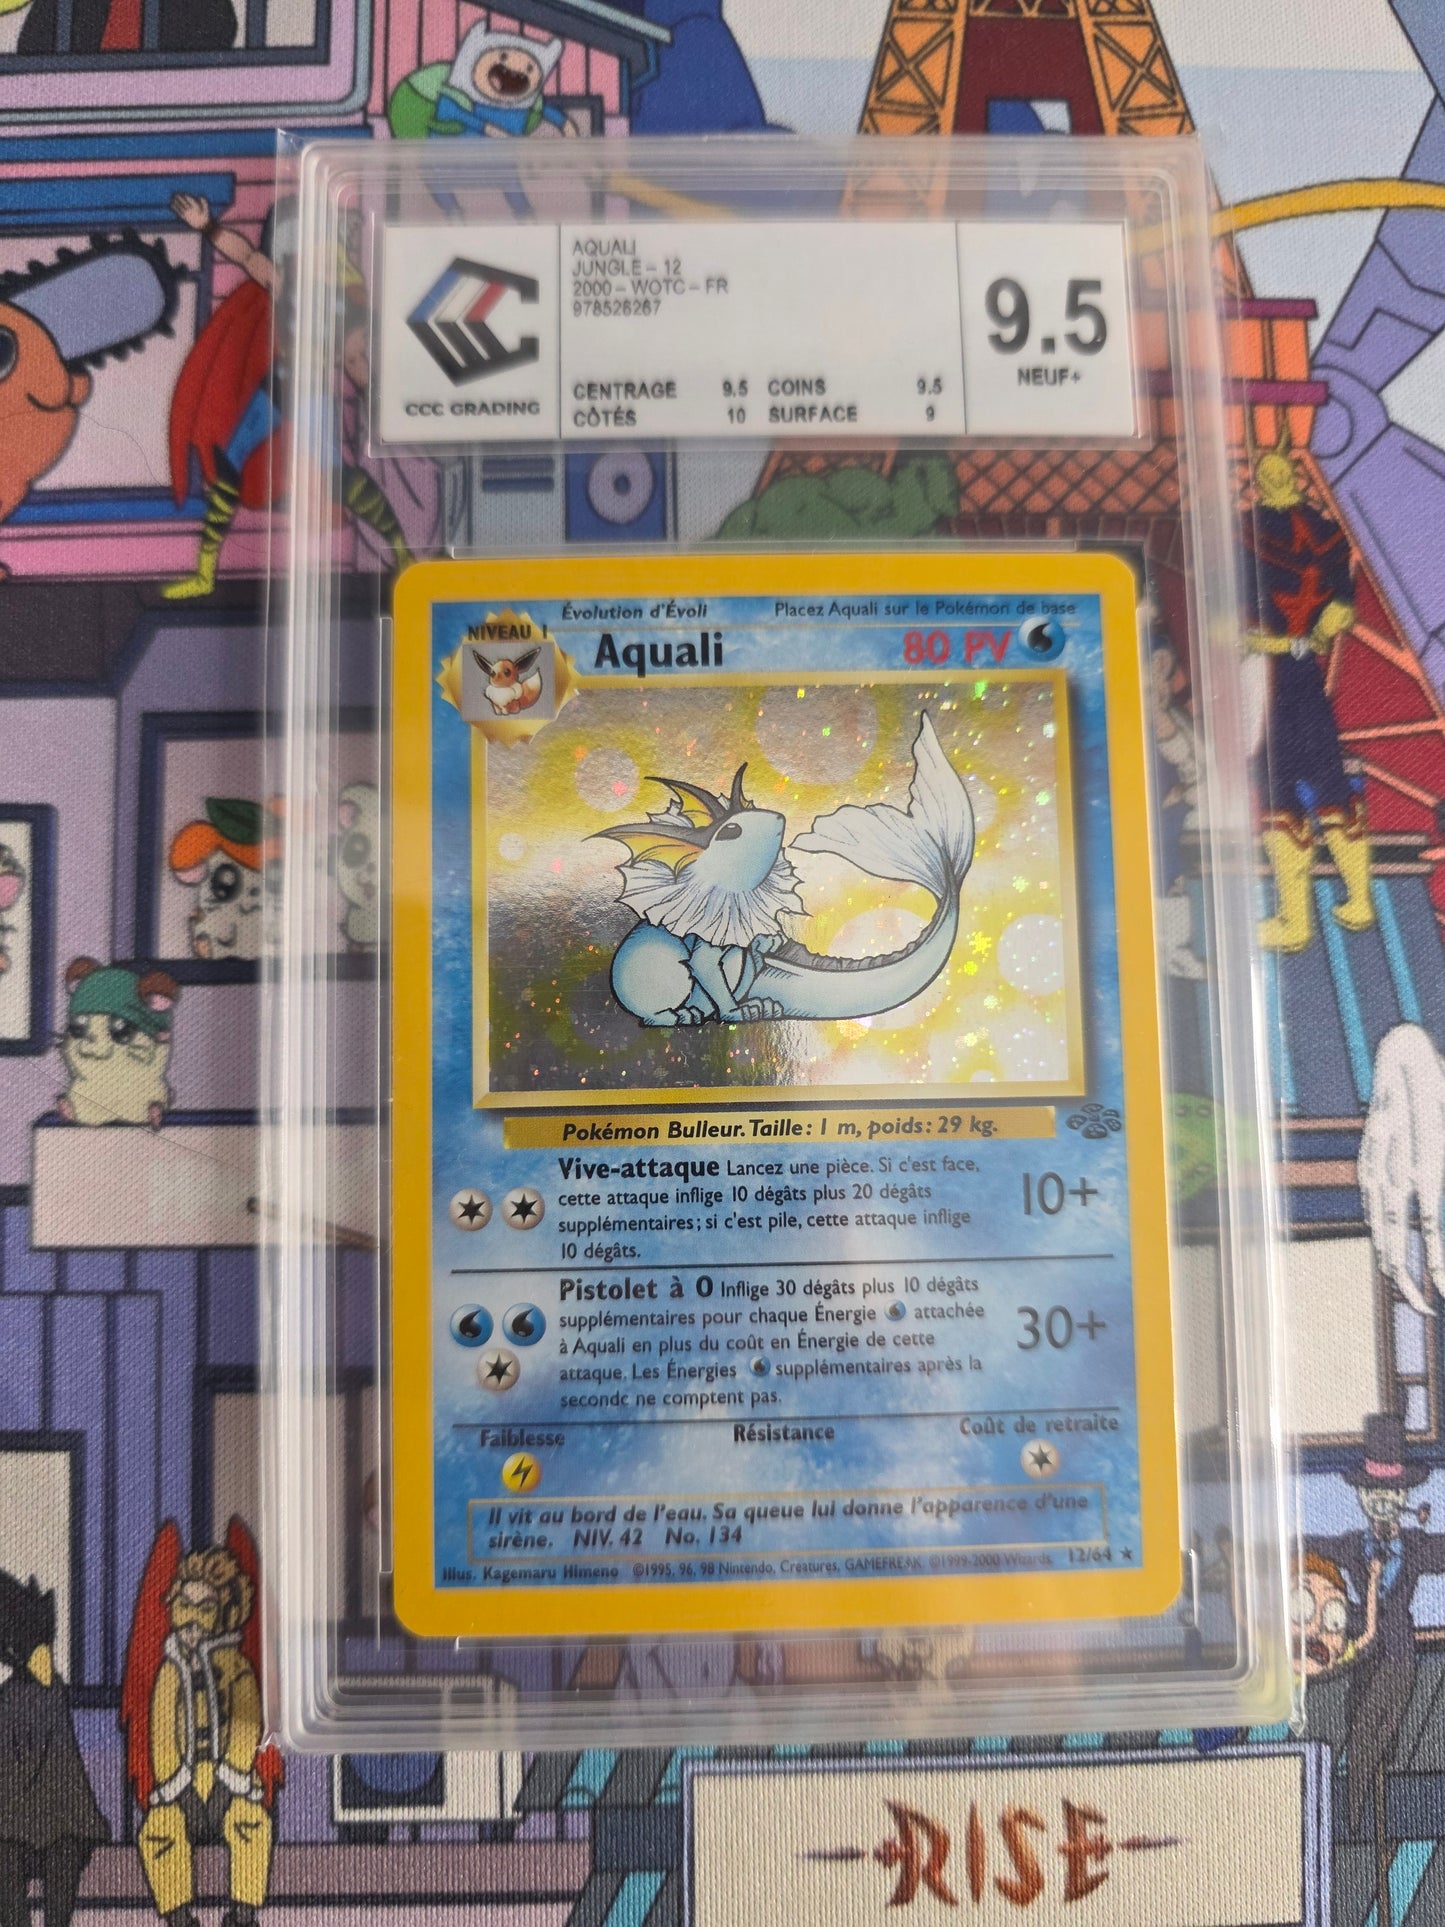 AQUALI
JUNGLE - 12
2000 - WOTC - FR
978526267
CCC GRADING
CENTRAGE 9.5 COINS 9.5
CÔTÉS 10 SURFACE 9
9.5
NEUF+
Évolution d'Évoli Placez Aquali sur le Pokémon de base
NIVEAU 1
Aquali 80 PV
Pokémon Bulleur. Taille: 1 m, poids: 29 kg.
Vive-attaque Lancez une pièce. Si c'est face,
cette attaque inflige 10 dégâts plus 20 dégâts
supplémentaires; si c'est pile, cette attaque inflige
10 dégâts.
10+
Pistolet à O Inflige 30 dégâts plus 10 dégâts
supplémentaires pour chaque Énergie attachée
à Aquali en plus du coût en Énergie de cette
attaque. Les Énergies supplémentaires après la
seconde ne comptent pas.
30+
Faiblesse Résistance Coût de retraite
Il vit au bord de l'eau. Sa queue lui donne l'apparence d'une
sirène. NIV. 42 No. 134
Illus. Kagemaru Himeno ©1995, 96, 98 Nintendo, Creatures, GAMEFREAK ©1999-2000 Wizards. 12/64 ★
RISE